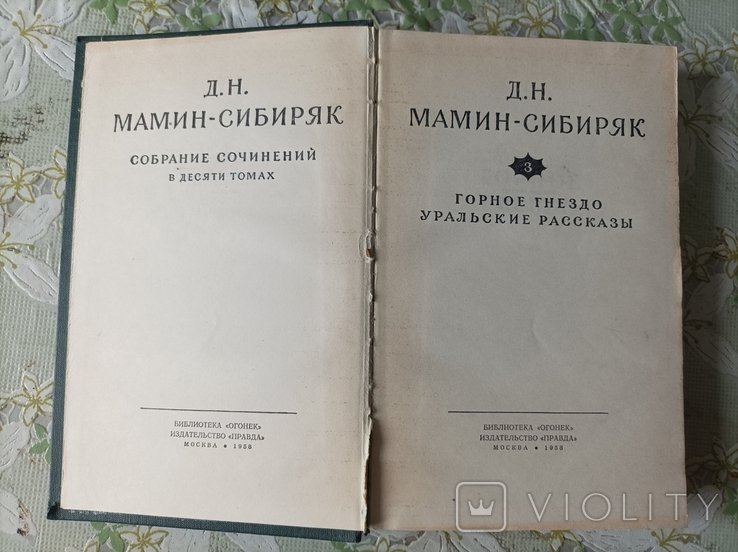 Д.Н.
МАМИН-СИБИРЯК
СОБРАНИЕ СОЧИНЕНИЙ
В ДЕСЯТИ ТОМАХ
БИБЛИОТЕКА «ОГОНЕК»
ИЗДАТЕЛЬСТВО «ПРАВДА»
МОСКВА • 1958
Д.Н.
МАМИН-СИБИРЯК
3
ГОРНОЕ ГНЕЗДО
УРАЛЬСКИЕ РАССКАЗЫ
БИБЛИОТЕКА «ОГОНЕК»
ИЗДАТЕЛЬСТВО «ПРАВДА»
МОСКВА • 1958
VIOLITY